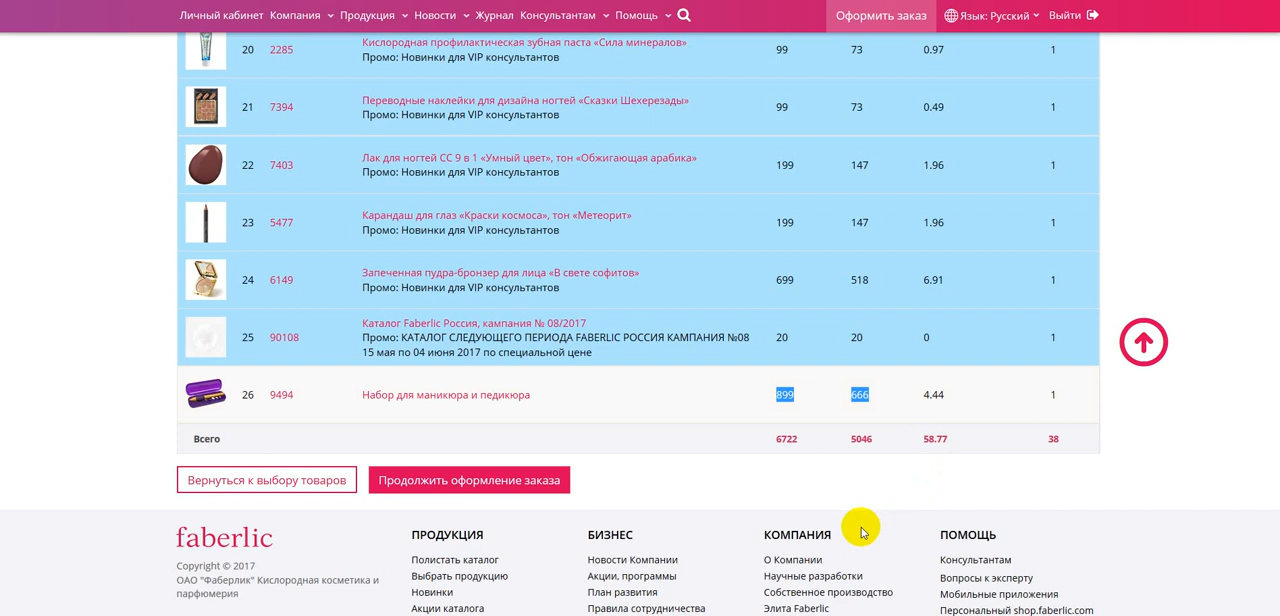 Личный кабинет Компания Продукция Новости Журнал Консультантам Помощь Оформить заказ Язык: Русский Выйти
20 2285 Кислородная профилактическая зубная паста «Сила минералов» 99 73 0.97 1
Промо: Новинки для VIP консультантов
21 7394 Переводные наклейки для дизайна ногтей «Сказки Шехерезады» 99 73 0.49 1
Промо: Новинки для VIP консультантов
22 7403 Лак для ногтей СС 9 в 1 «Умный цвет», тон «Обжигающая арабика» 199 147 1.96 1
Промо: Новинки для VIP консультантов
23 5477 Карандаш для глаз «Краски космоса», тон «Метеорит» 199 147 1.96 1
Промо: Новинки для VIP консультантов
24 6149 Запеченная пудра-бронзер для лица «В свете софитов» 699 518 6.91 1
Промо: Новинки для VIP консультантов
25 90108 Каталог Faberlic Россия, кампания № 08/2017 20 20 0 1
Промо: КАТАЛОГ СЛЕДУЮЩЕГО ПЕРИОДА FABERLIC РОССИЯ КАМПАНИЯ №08
15 мая по 04 июня 2017 по специальной цене
26 9494 Набор для маникюра и педикюра 899 666 4.44 1
Всего 6722 5046 58.77 38
Вернуться к выбору товаров Продолжить оформление заказа
faberlic
Copyright © 2017
ОАО "Фаберлик" Кислородная косметика и
парфюмерия
ПРОДУКЦИЯ
Полистать каталог
Выбрать продукцию
Новинки
Акции каталога
БИЗНЕС
Новости Компании
Акции, программы
План развития
Правила сотрудничества
КОМПАНИЯ
О Компании
Научные разработки
Собственное производство
Элита Faberlic
ПОМОЩЬ
Консультантам
Вопросы к эксперту
Мобильные приложения
Персональный shop.faberlic.com